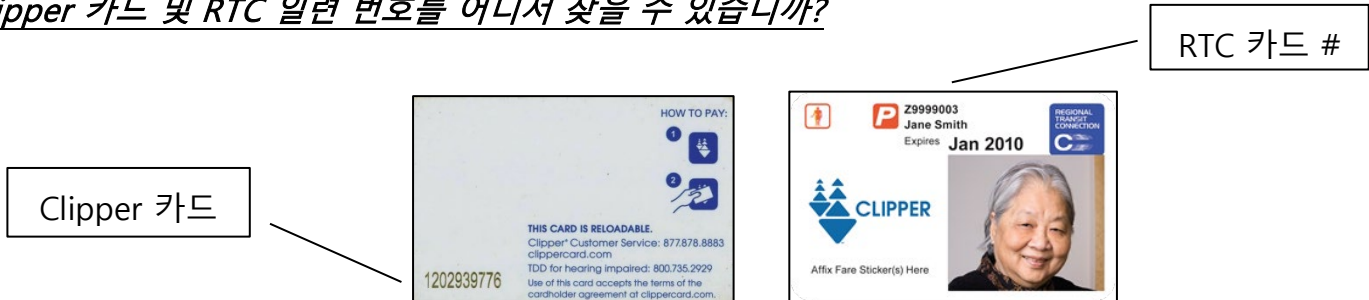 ipper 카드 및 RTC 일련 번호를 어디서 찾을 수 있습니까?
RTC 카드 #
Clipper 카드
HOW TO PAY:
1
2
THIS CARD IS RELOADABLE.
Clipper® Customer Service: 877.878.8883
clippercard.com
TDD for hearing impaired: 800.735.2929
Use of this card accepts the terms of the
cardholder agreement at clippercard.com.
1202939776
P
Z9999003
Jane Smith
Expires Jan 2010
REGIONAL
TRANSIT
CONNECTION
C
CLIPPER
Affix Fare Sticker(s) Here